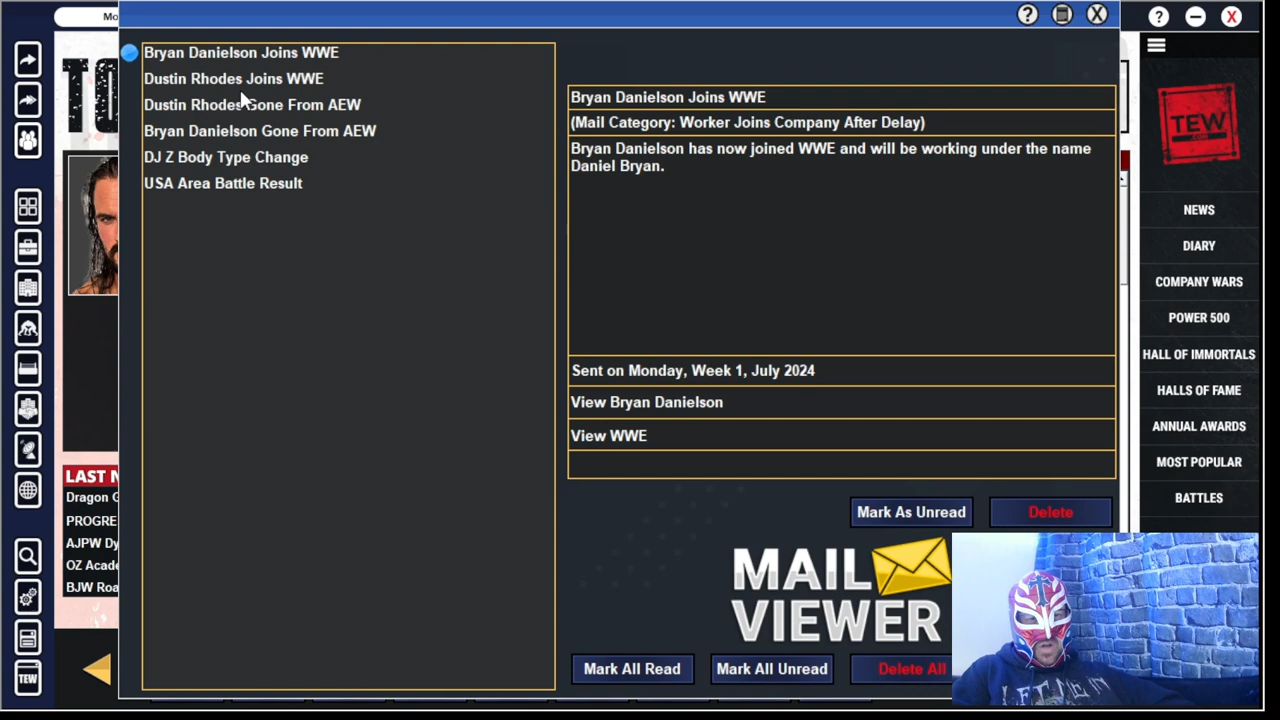 Mo
TO
?
X
?
X
Bryan Danielson Joins WWE
Dustin Rhodes Joins WWE
Dustin Rhodes Gone From AEW
Bryan Danielson Gone From AEW
DJ Z Body Type Change
USA Area Battle Result
Bryan Danielson Joins WWE
(Mail Category: Worker Joins Company After Delay)
Bryan Danielson has now joined WWE and will be working under the name
Daniel Bryan.
Sent on Monday, Week 1, July 2024
View Bryan Danielson
View WWE
Mark As Unread
Delete
MAIL
VIEWER
Mark All Read
Mark All Unread
Delete All
LAST N
Dragon G
PROGRE
AJPW Dy
OZ Acade
BJW Roa
TEW
TEW
.COM
NEWS
DIARY
COMPANY WARS
POWER 500
HALL OF IMMORTALS
HALLS OF FAME
ANNUAL AWARDS
MOST POPULAR
BATTLES